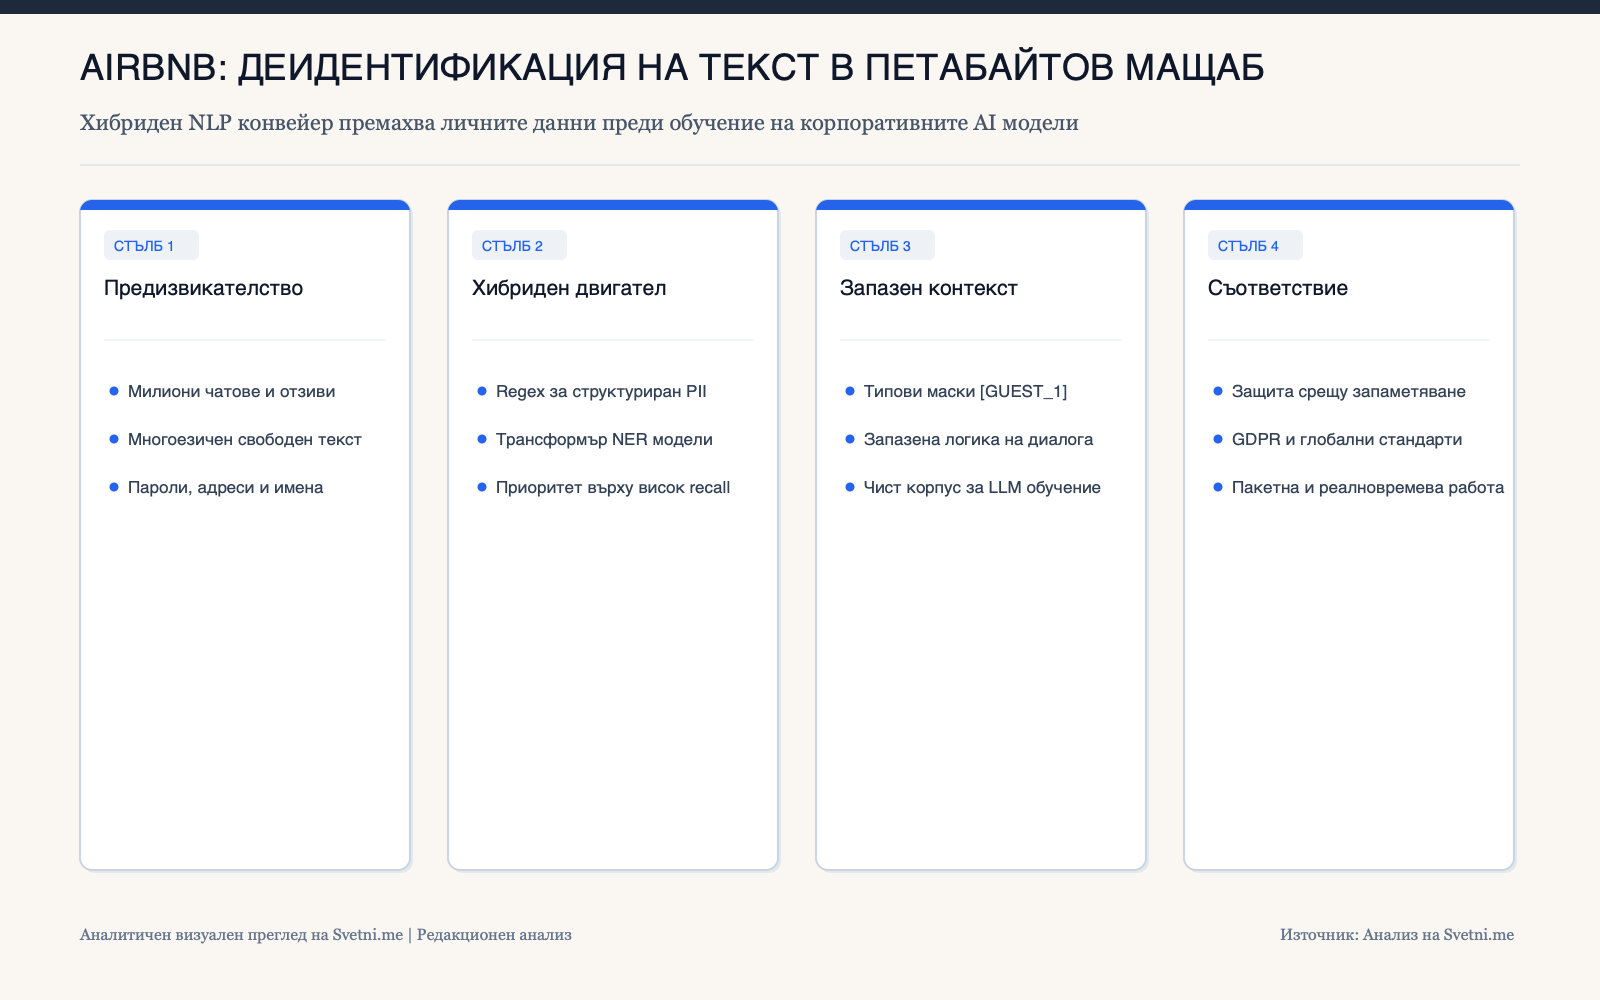 AIRBNB: ДЕИДЕНТИФИКАЦИЯ НА ТЕКСТ В ПЕТАБАЙТОВ МАЩАБ
Хибриден NLP конвейер премахва личните данни преди обучение на корпоративните AI модели
СТЪЛБ 1
Предизвикателство
Милиони чатове и отзиви
Многоезичен свободен текст
Пароли, адреси и имена
СТЪЛБ 2
Хибриден двигател
Regex за структуриран PII
Трансформър NER модели
Приоритет върху висок recall
СТЪЛБ 3
Запазен контекст
Типови маски [GUEST_1]
Запазена логика на диалога
Чист корпус за LLM обучение
СТЪЛБ 4
Съответствие
Защита срещу запаметяване
GDPR и глобални стандарти
Пакетна и реалновремева работа
Аналитичен визуален преглед на Svetni.me | Редакционен анализ
Източник: Анализ на Svetni.me